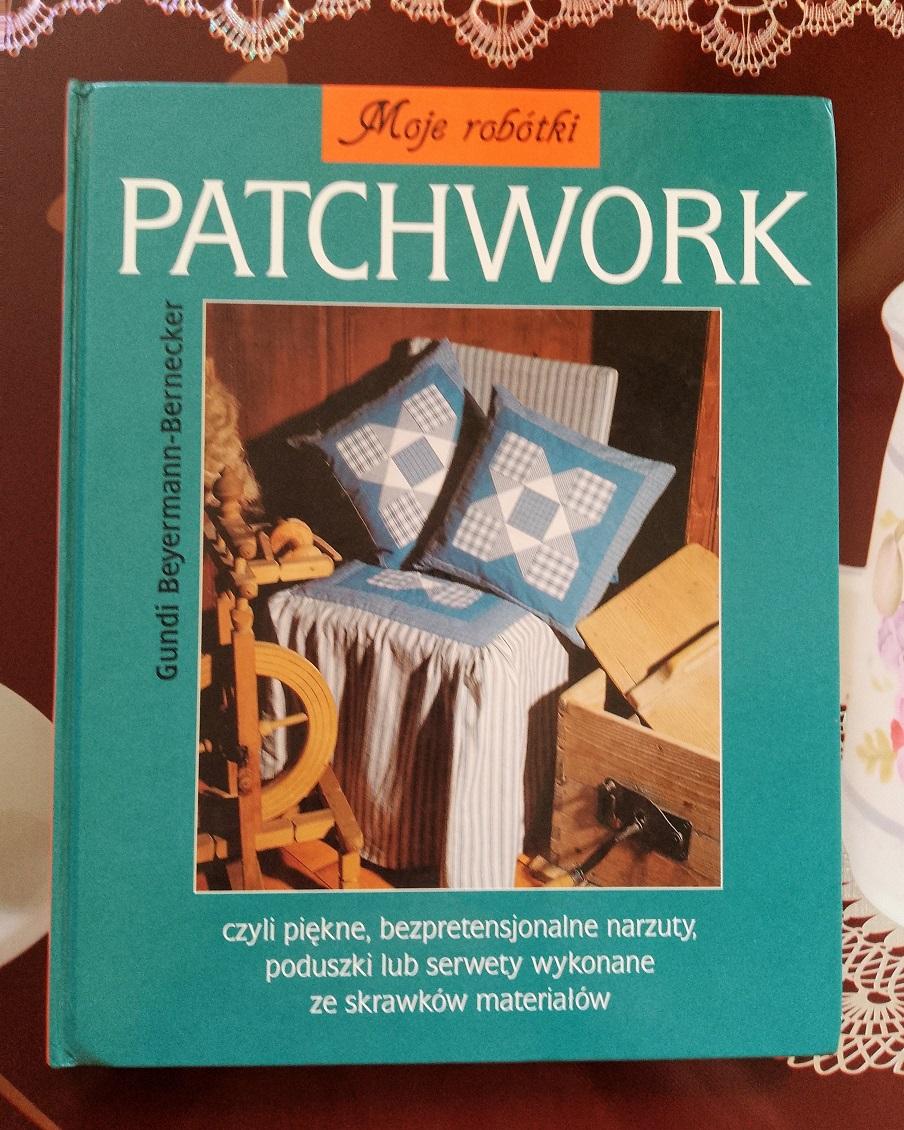 Moje robótki
PATCHWORK
Gundi Beyermann-Bernecker
czyli piękne, bezpretensjonalne narzuty,
poduszki lub serwety wykonane
ze skrawków materiałów